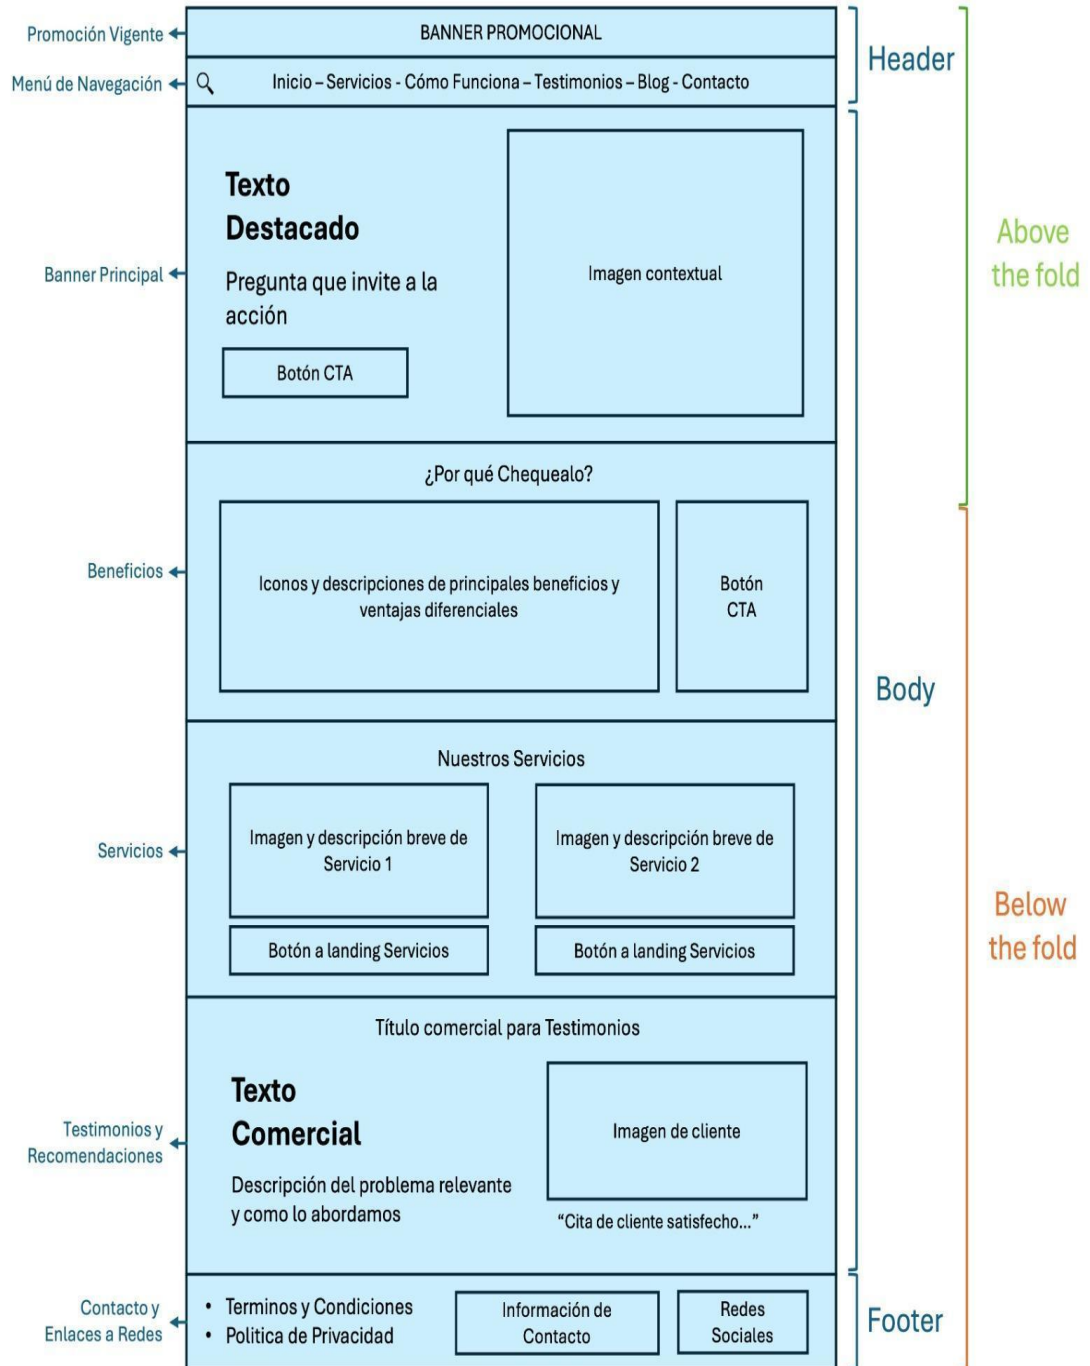 Promoción Vigente
BANNER PROMOCIONAL
Header
Menú de Navegación
Inicio – Servicios - Cómo Funciona – Testimonios – Blog - Contacto
Above
the fold
Banner Principal
Texto
Destacado
Pregunta que invite a la
acción
Botón CTA
Imagen contextual
Body
Beneficios
¿Por qué Chequealo?
Iconos y descripciones de principales beneficios y
ventajas diferenciales
Botón
CTA
Servicios
Nuestros Servicios
Imagen y descripción breve de
Servicio 1
Imagen y descripción breve de
Servicio 2
Botón a landing Servicios
Botón a landing Servicios
Below
the fold
Testimonios y
Recomendaciones
Título comercial para Testimonios
Texto
Comercial
Descripción del problema relevante
y como lo abordamos
Imagen de cliente
“Cita de cliente satisfecho...”
Contacto y
Enlaces a Redes
• Terminos y Condiciones
• Politica de Privacidad
Información de
Contacto
Redes
Sociales
Footer